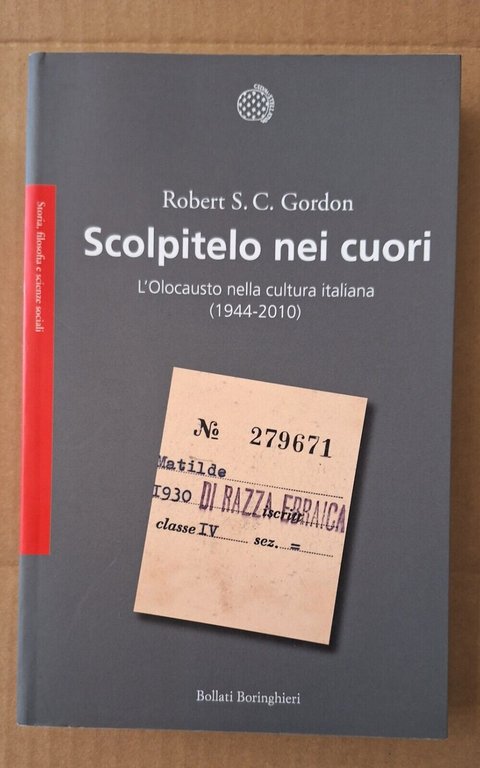 Robert S. C. Gordon
Scolpitelo nei cuori
L'Olocausto nella cultura italiana
(1944-2010)
Storia, filosofia e scienze sociali
№ 279671
Matilde
1930 DI RAZZA EBRAICA
iscritt
classe IV sez. =
Bollati Boringhieri